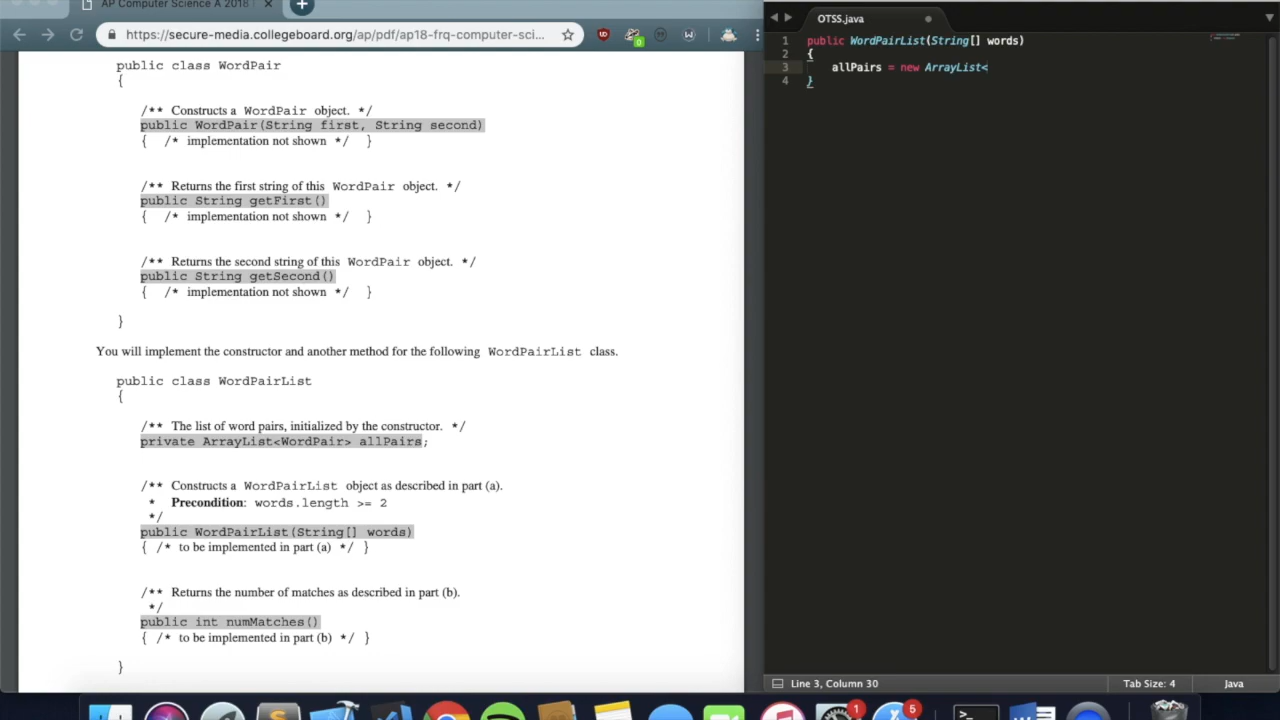 AP Computer Science A 2018
https://secure-media.collegeboard.org/ap/pdf/ap18-frq-computer-sci...
public class WordPair
{
/** Constructs a WordPair object. */
public WordPair(String first, String second)
{ /* implementation not shown */ }
/** Returns the first string of this WordPair object. */
public String getFirst()
{ /* implementation not shown */ }
/** Returns the second string of this WordPair object. */
public String getSecond()
{ /* implementation not shown */ }
}
You will implement the constructor and another method for the following WordPairList class.
public class WordPairList
{
/** The list of word pairs, initialized by the constructor. */
private ArrayList<WordPair> allPairs;
/** Constructs a WordPairList object as described in part (a).
* Precondition: words.length >= 2
*/
public WordPairList(String[] words)
{ /* to be implemented in part (a) */ }
/** Returns the number of matches as described in part (b).
*/
public int numMatches()
{ /* to be implemented in part (b) */ }
}
OTSS.java
1 public WordPairList(String[] words)
2 {
3 allPairs = new ArrayList<
4 }
Line 3, Column 30 Tab Size: 4 Java
1 5